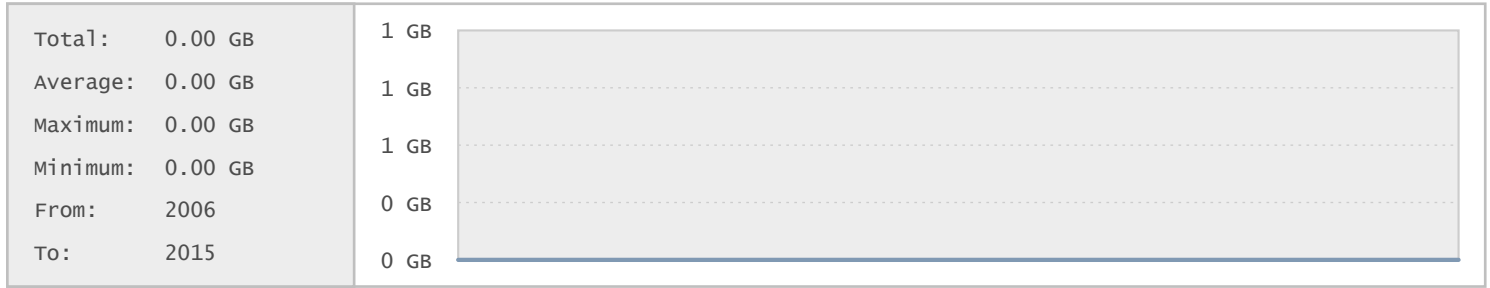 Total: 0.00 GB
Average: 0.00 GB
Maximum: 0.00 GB
Minimum: 0.00 GB
From: 2006
To: 2015
1 GB
1 GB
1 GB
0 GB
0 GB